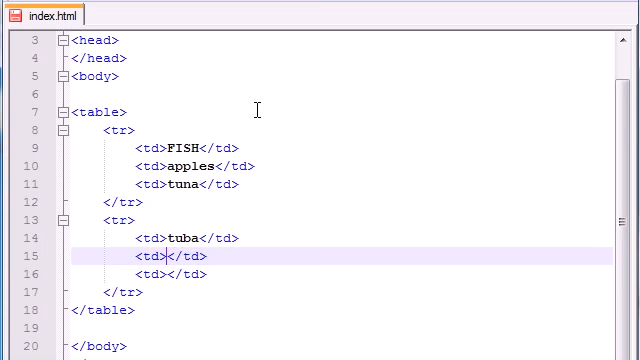 index.html
3 <head>
4 </head>
5 <body>
6
7 <table>
8 <tr>
9 <td>FISH</td>
10 <td>apples</td>
11 <td>tuna</td>
12 </tr>
13 <tr>
14 <td>tuba</td>
15 <td></td>
16 <td></td>
17 </tr>
18 </table>
19
20 </body>